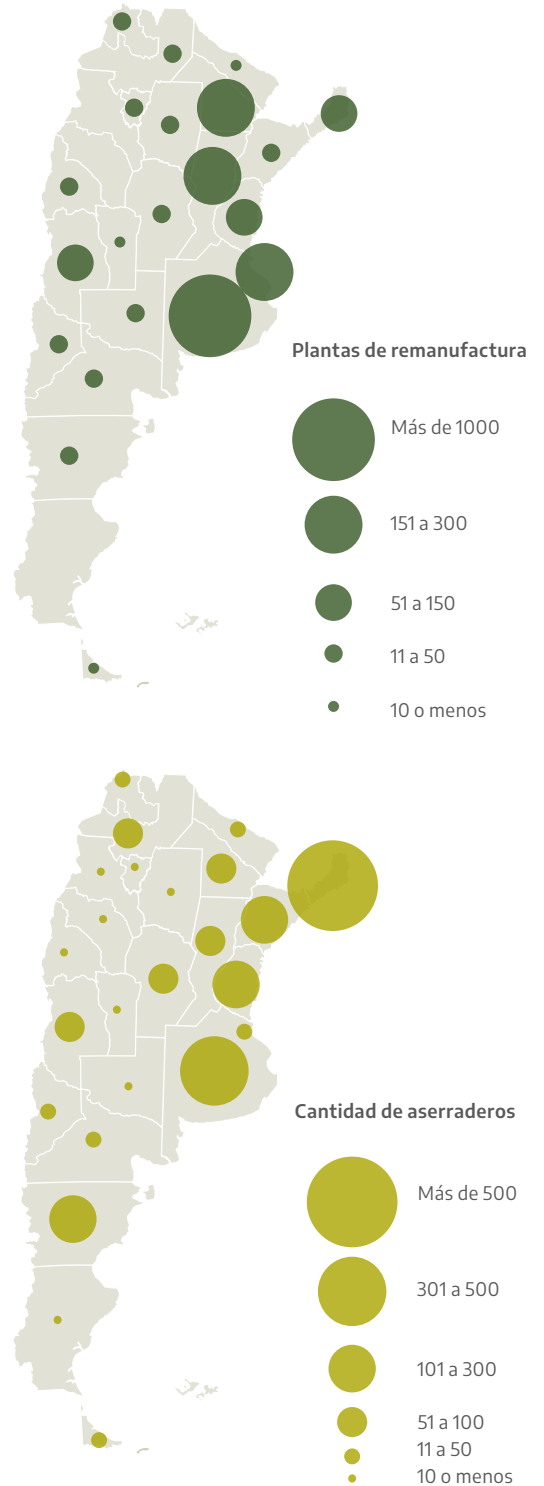 Plantas de remanufactura
Más de 1000
151 a 300
51 a 150
11 a 50
10 o menos
Cantidad de aserraderos
Más de 500
301 a 500
101 a 300
51 a 100
11 a 50
10 o menos